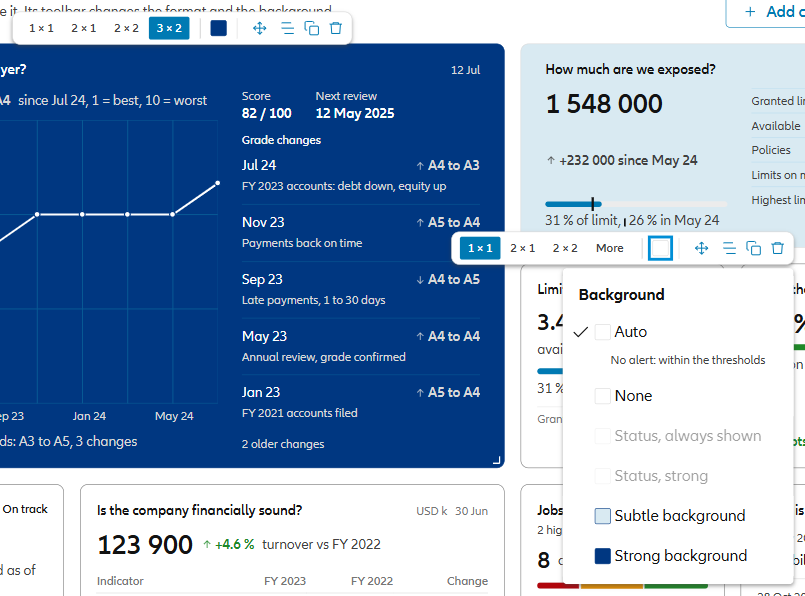 e it. Its toolbar changes the format and the background.
+ Add
1 × 1 2 × 1 2 × 2 3 × 2
yer?
12 Jul
A4 since Jul 24, 1 = best, 10 = worst
Score
82 / 100
Next review
12 May 2025
Grade changes
Jul 24 ↑ A4 to A3
FY 2023 accounts: debt down, equity up
Nov 23 ↑ A5 to A4
Payments back on time
Sep 23 ↓ A4 to A5
Late payments, 1 to 30 days
May 23 ↑ A4 to A4
Annual review, grade confirmed
Jan 23 ↑ A5 to A4
FY 2021 accounts filed
2 older changes
ep 23 Jan 24 May 24
ds: A3 to A5, 3 changes
How much are we exposed?
1 548 000
↑ +232 000 since May 24
31 % of limit, 26 % in May 24
Granted li
Available
Policies
Limits on
Highest li
1 × 1 2 × 1 2 × 2 More
Background
Auto
No alert: within the thresholds
None
Status, always shown
Status, strong
Subtle background
Strong background
Limi
3.4
avai
31 %
Gran
%
on
On track
d as of
Is the company financially sound?
USD k 30 Jun
123 900 ↑ +4.6 % turnover vs FY 2022
Indicator FY 2023 FY 2022 Change
Jobs
2 hig
8
28 Oct